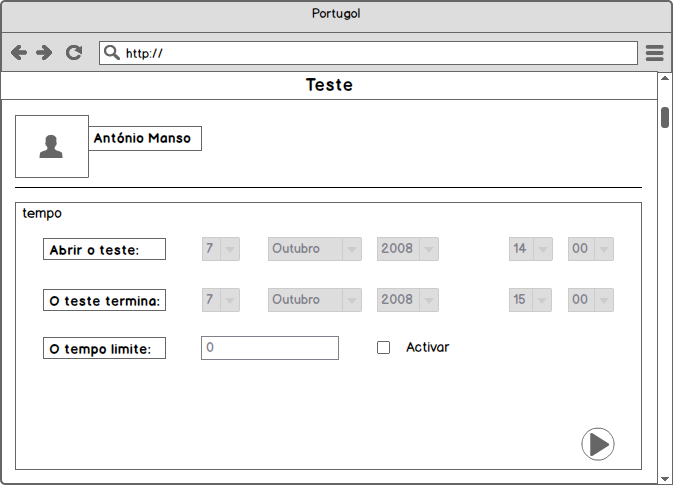 Portugol
http://
Teste
António Manso
tempo
Abrir o teste: 7 Outubro 2008 14 00
O teste termina: 7 Outubro 2008 15 00
O tempo limite: 0 Activar